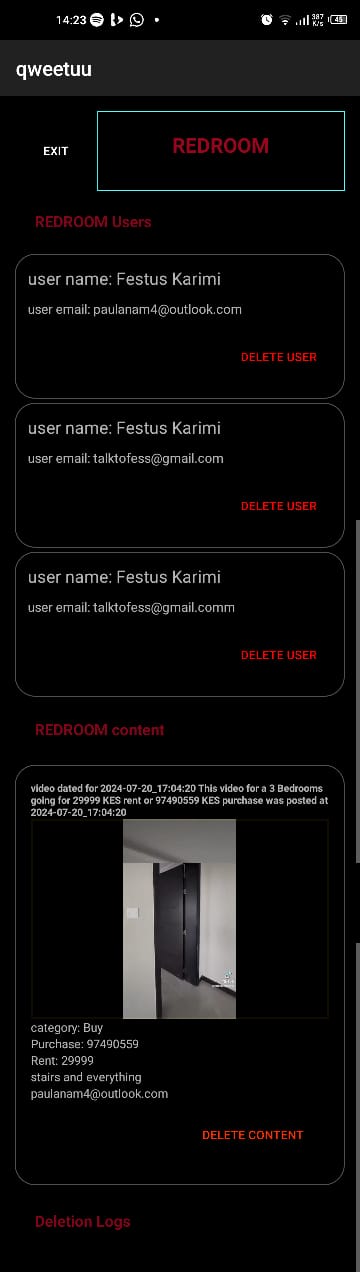 14:23
387
K/s
46
qweetuu
EXIT
REDROOM
REDROOM Users
user name: Festus Karimi
user email: paulanam4@outlook.com
DELETE USER
user name: Festus Karimi
user email: talktofess@gmail.com
DELETE USER
user name: Festus Karimi
user email: talktofess@gmail.comm
DELETE USER
REDROOM content
video dated for 2024-07-20_17:04:20 This video for a 3 Bedrooms
going for 29999 KES rent or 97490559 KES purchase was posted at
2024-07-20_17:04:20
category: Buy
Purchase: 97490559
Rent: 29999
stairs and everything
paulanam4@outlook.com
DELETE CONTENT
Deletion Logs